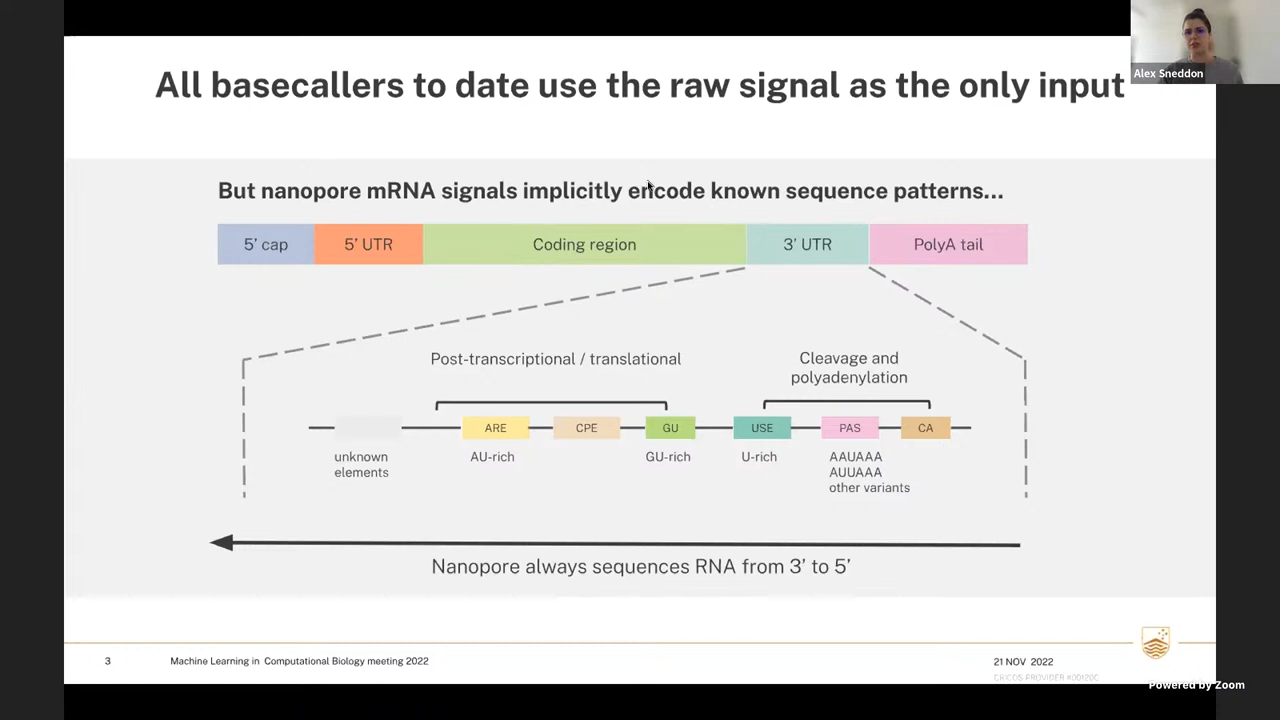 All basecallers to date use the raw signal as the only input
Alex Sneddon
But nanopore mRNA signals implicitly encode known sequence patterns...
5’ cap
5’ UTR
Coding region
3’ UTR
PolyA tail
Post-transcriptional / translational
Cleavage and
polyadenylation
ARE
CPE
GU
USE
PAS
CA
unknown
elements
AU-rich
GU-rich
U-rich
AAUAAA
AUUAAA
other variants
Nanopore always sequences RNA from 3’ to 5’
3
Machine Learning in Computational Biology meeting 2022
21 NOV 2022
CRICOS PROVIDER #00120C
Powered by Zoom